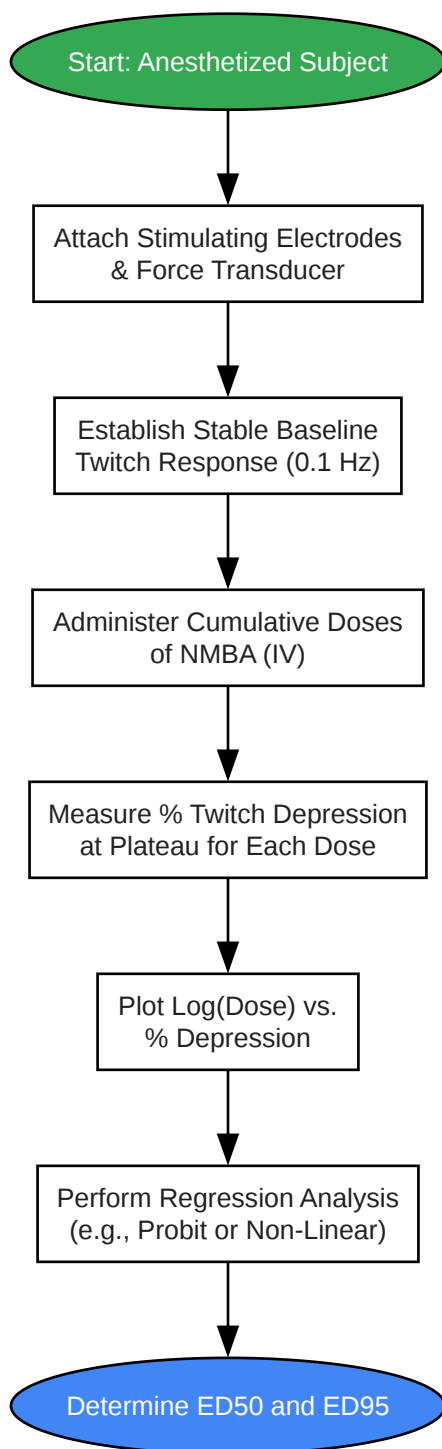 Start: Anesthetized Subject
Attach Stimulating Electrodes
& Force Transducer
Establish Stable Baseline
Twitch Response (0.1 Hz)
Administer Cumulative Doses
of NMBA (IV)
Measure % Twitch Depression
at Plateau for Each Dose
Plot Log(Dose) vs.
% Depression
Perform Regression Analysis
(e.g., Probit or Non-Linear)
Determine ED50 and ED95